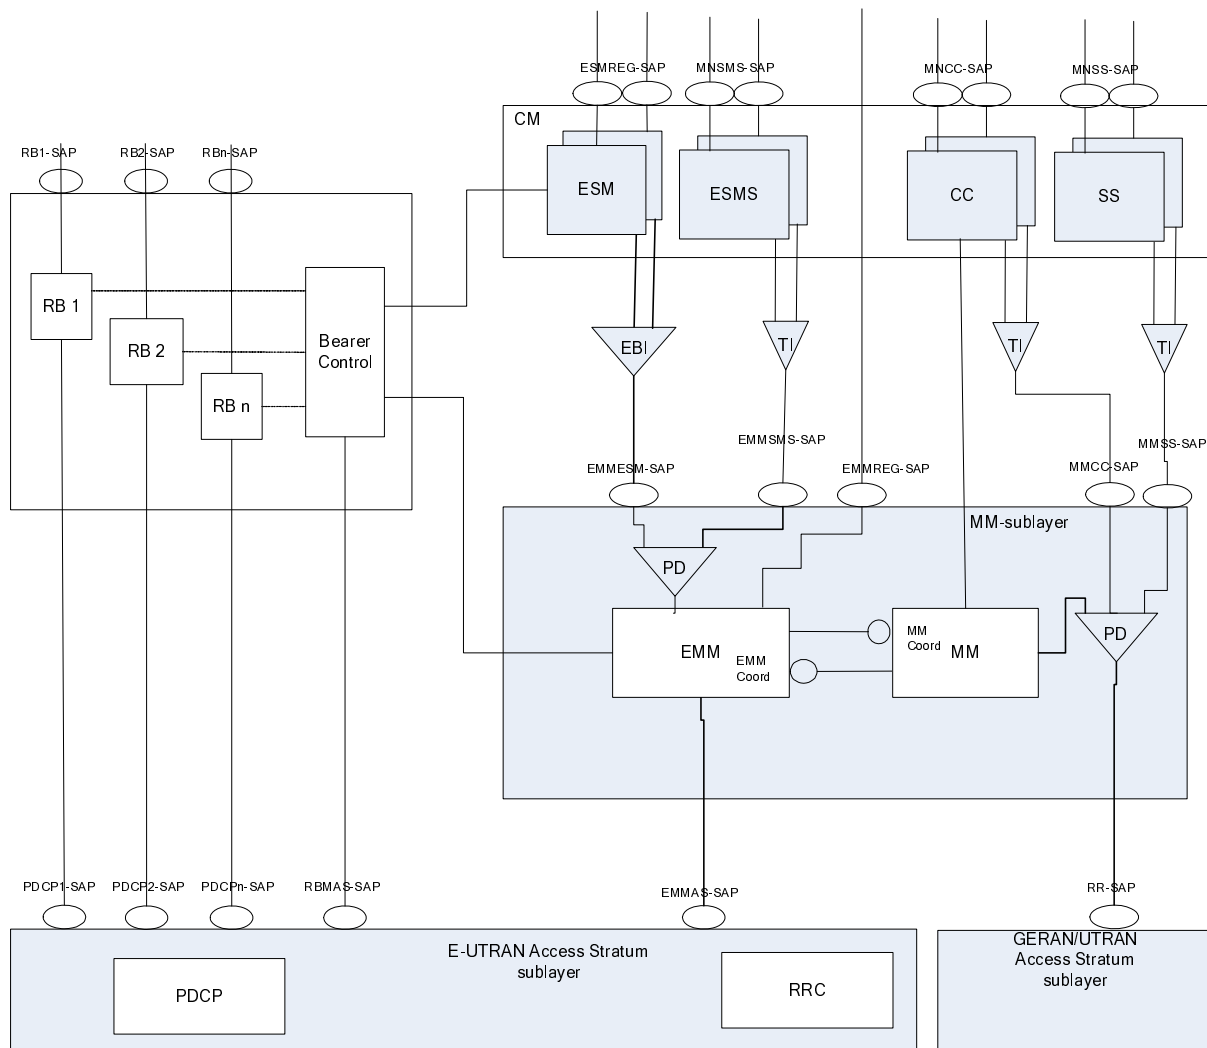 ESMREG-SAP
MNSMS-SAP
MNCC-SAP
MNSS-SAP
CM
RB1-SAP
RB2-SAP
RBn-SAP
ESM
ESMS
CC
SS
RB 1
RB 2
RB n
Bearer
Control
EBI
TI
TI
TI
EMMSMS-SAP
MMSS-SAP
EMMESM-SAP
EMMREG-SAP
MMCC-SAP
MM-sublayer
PD
EMM
EMM
Coord
MM
Coord
MM
PD
PDCP1-SAP
PDCP2-SAP
PDCPn-SAP
RBMAS-SAP
EMMAS-SAP
RR-SAP
E-UTRAN Access Stratum
sublayer
PDCP
RRC
GERAN/UTRAN
Access Stratum
sublayer